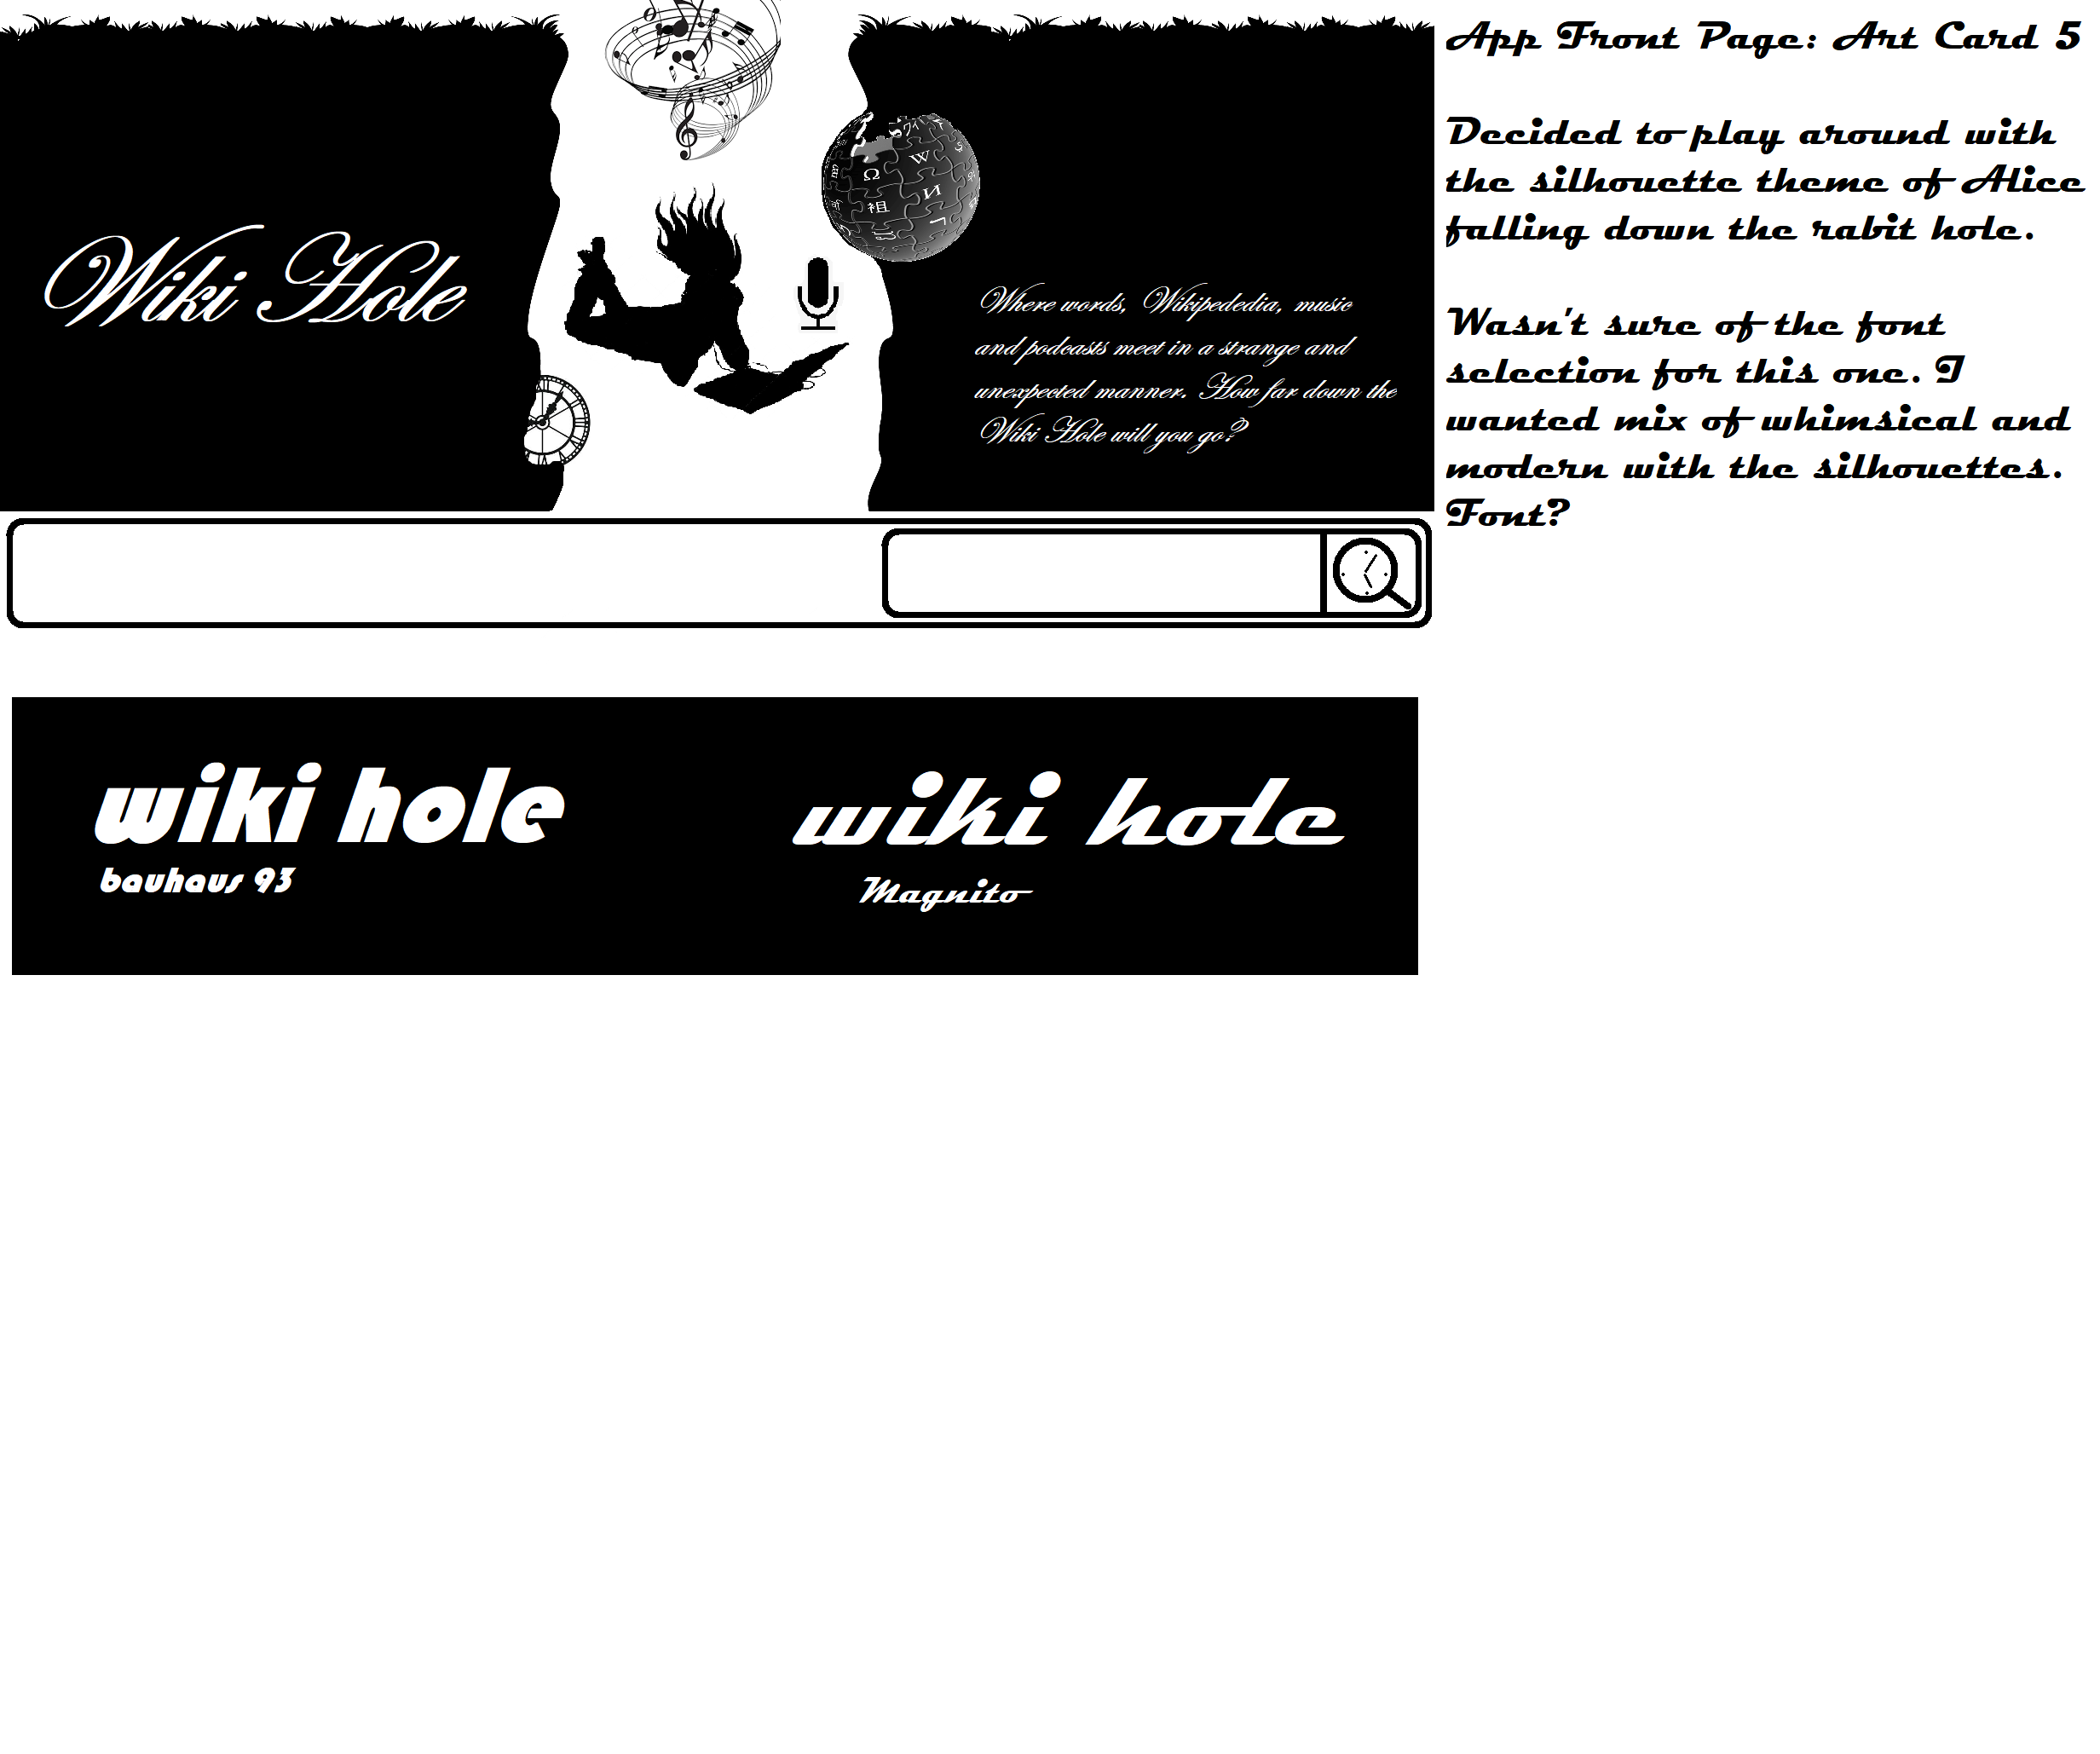 App Front Page: Art Card 5
Decided to play around with
the silhouette theme of Alice
falling down the rabit hole.
Wasn't sure of the font
selection for this one. I
wanted mix of whimsical and
modern with the silhouettes.
Font?
Wiki Hole
Where words, Wikipededia, music
and podcasts meet in a strange and
unexpected manner. How far down the
Wiki Hole will you go?
Ω W И
祖
wiki hole
bauhaus 93
wiki hole
Magnito